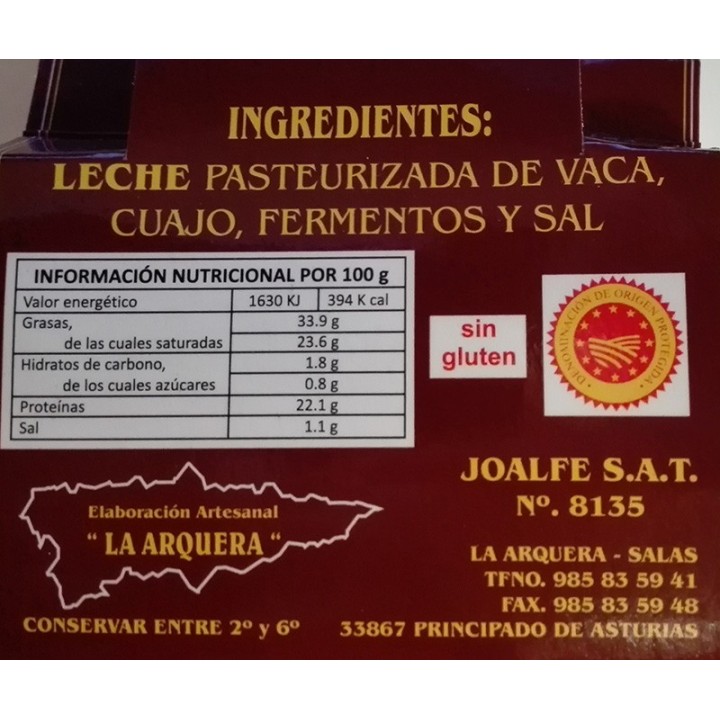 INGREDIENTES:
LECHE PASTEURIZADA DE VACA,
CUAJO, FERMENTOS Y SAL
INFORMACIÓN NUTRICIONAL POR 100 g
Valor energético 1630 KJ 394 K cal
Grasas, 33.9 g
de las cuales saturadas 23.6 g
Hidratos de carbono, 1.8 g
de los cuales azúcares 0.8 g
Proteínas 22.1 g
Sal 1.1 g
sin
gluten
DENOMINACIÓN DE ORIGEN PROTEGIDA
Elaboración Artesanal
" LA ARQUERA "
CONSERVAR ENTRE 2º y 6º
JOALFE S.A.T.
Nº. 8135
LA ARQUERA - SALAS
TFNO. 985 83 59 41
FAX. 985 83 59 48
33867 PRINCIPADO DE ASTURIAS